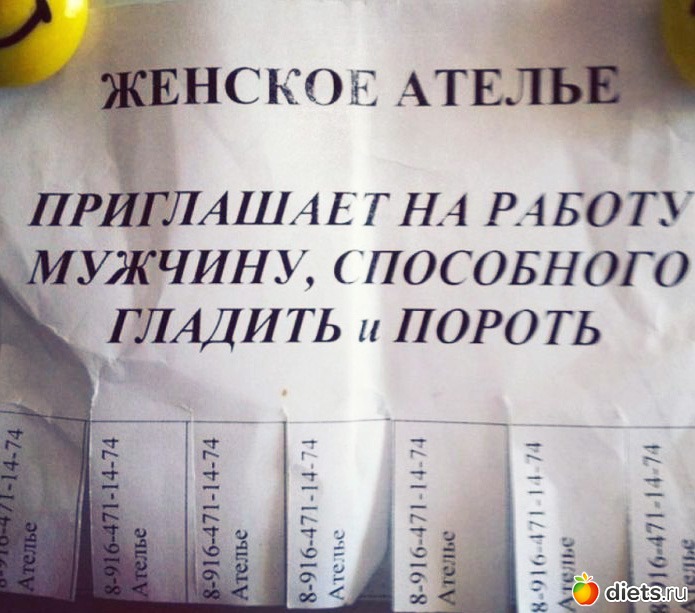 ЖЕНСКОЕ АТЕЛЬЕ
ПРИГЛАШАЕТ НА РАБОТУ
МУЖЧИНУ, СПОСОБНОГО
ГЛАДИТЬ и ПОРОТЬ
8-916-471-14-74
Ателье
8-916-471-14-74
Ателье
8-916-471-14-74
Ателье
8-916-471-14-74
Ателье
8-916-471-14-74
Ателье
8-916-471-14-74
Ателье
916-471-14-74
diets.ru